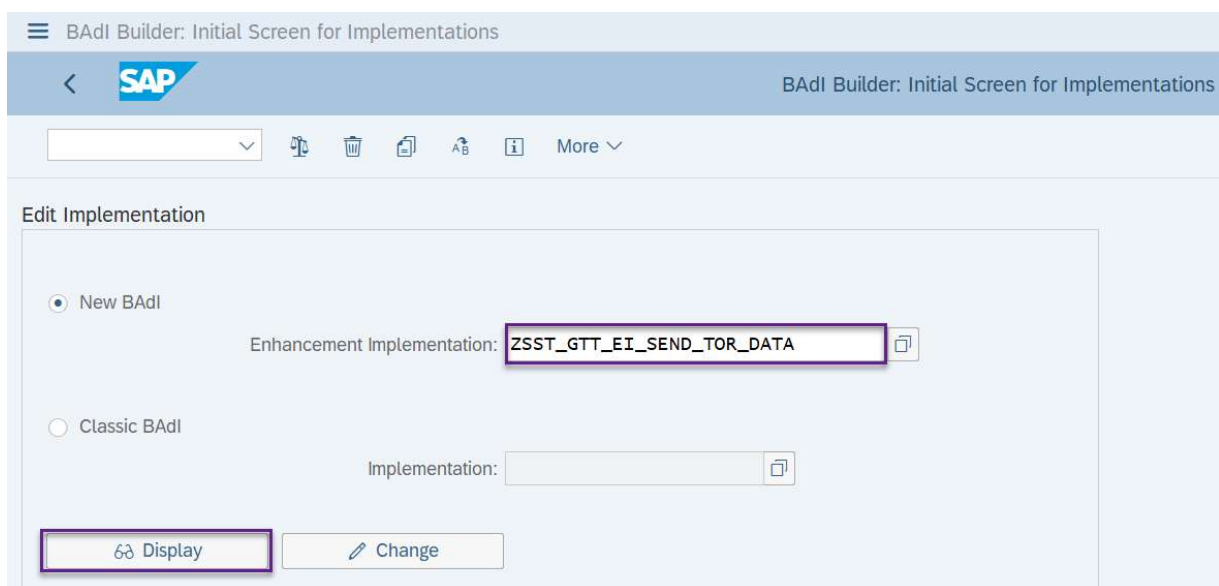 BAdI Builder: Initial Screen for Implementations
SAP BAdI Builder: Initial Screen for Implementations
More
Edit Implementation
New BAdI
Enhancement Implementation: ZSST_GTT_EI_SEND_TOR_DATA
Classic BAdI
Implementation:
Display Change